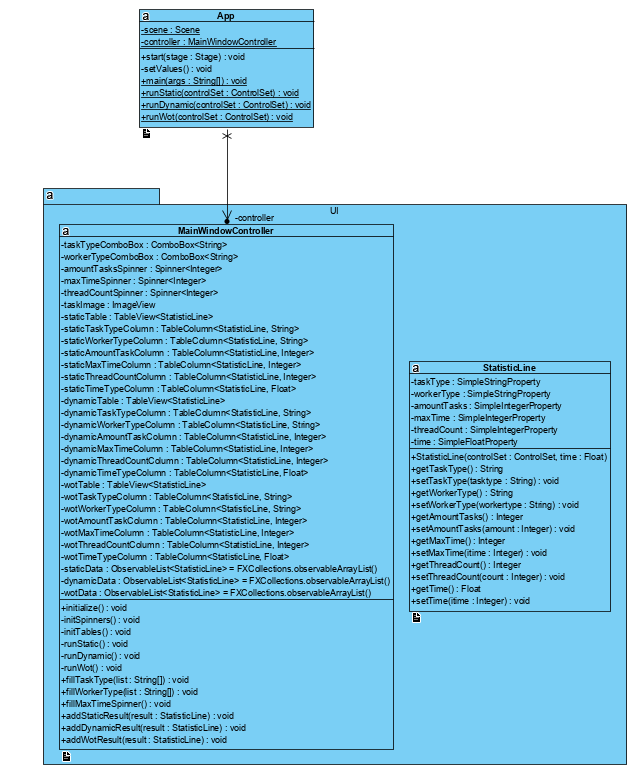 a
App
-scene : Scene
-controller : MainWindowController
+start(stage : Stage) : void
-setValues() : void
+main(args : String[]) : void
+runStatic(controlSet : ControlSet) : void
+runDynamic(controlSet : ControlSet) : void
+runWot(controlSet : ControlSet) : void
a
UI
-controller
a
MainWindowController
-taskTypeComboBox : ComboBox<String>
-workerTypeComboBox : ComboBox<String>
-amountTasksSpinner : Spinner<Integer>
-maxTimeSpinner : Spinner<Integer>
-threadCountSpinner : Spinner<Integer>
-taskImage : ImageView
-staticTable : TableView<StatisticLine>
-staticTaskTypeColumn : TableColumn<StatisticLine, String>
-staticWorkerTypeColumn : TableColumn<StatisticLine, String>
-staticAmountTaskColumn : TableColumn<StatisticLine, Integer>
-staticMaxTimeColumn : TableColumn<StatisticLine, Integer>
-staticThreadCountColumn : TableColumn<StatisticLine, Integer>
-staticTimeTypeColumn : TableColumn<StatisticLine, Float>
-dynamicTable : TableView<StatisticLine>
-dynamicTaskTypeColumn : TableColumn<StatisticLine, String>
-dynamicWorkerTypeColumn : TableColumn<StatisticLine, String>
-dynamicAmountTaskColumn : TableColumn<StatisticLine, Integer>
-dynamicMaxTimeColumn : TableColumn<StatisticLine, Integer>
-dynamicThreadCountColumn : TableColumn<StatisticLine, Integer>
-dynamicTimeTypeColumn : TableColumn<StatisticLine, Float>
-wotTable : TableView<StatisticLine>
-wotTaskTypeColumn : TableColumn<StatisticLine, String>
-wotWorkerTypeColumn : TableColumn<StatisticLine, String>
-wotAmountTaskColumn : TableColumn<StatisticLine, Integer>
-wotMaxTimeColumn : TableColumn<StatisticLine, Integer>
-wotThreadCountColumn : TableColumn<StatisticLine, Integer>
-wotTimeTypeColumn : TableColumn<StatisticLine, Float>
-staticData : ObservableList<StatisticLine> = FXCollections.observableArrayList()
-dynamicData : ObservableList<StatisticLine> = FXCollections.observableArrayList()
-wotData : ObservableList<StatisticLine> = FXCollections.observableArrayList()
+initialize() : void
-initSpinners() : void
-initTables() : void
-runStatic() : void
-runDynamic() : void
-runWot() : void
+fillTaskType(list : String[]) : void
+fillWorkerType(list : String[]) : void
+fillMaxTimeSpinner() : void
+addStaticResult(result : StatisticLine) : void
+addDynamicResult(result : StatisticLine) : void
+addWotResult(result : StatisticLine) : void
a
StatisticLine
-taskType : SimpleStringProperty
-workerType : SimpleStringProperty
-amountTasks : SimpleIntegerProperty
-maxTime : SimpleIntegerProperty
-threadCount : SimpleIntegerProperty
-time : SimpleFloatProperty
+StatisticLine(controlSet : ControlSet, time : Float)
+getTaskType() : String
+setTaskType(tasktype : String) : void
+getWorkerType() : String
+setWorkerType(workertype : String) : void
+getAmountTasks() : Integer
+setAmountTasks(amount : Integer) : void
+getMaxTime() : Integer
+setMaxTime(itime : Integer) : void
+getThreadCount() : Integer
+setThreadCount(count : Integer) : void
+getTime() : Float
+setTime(itime : Integer) : void